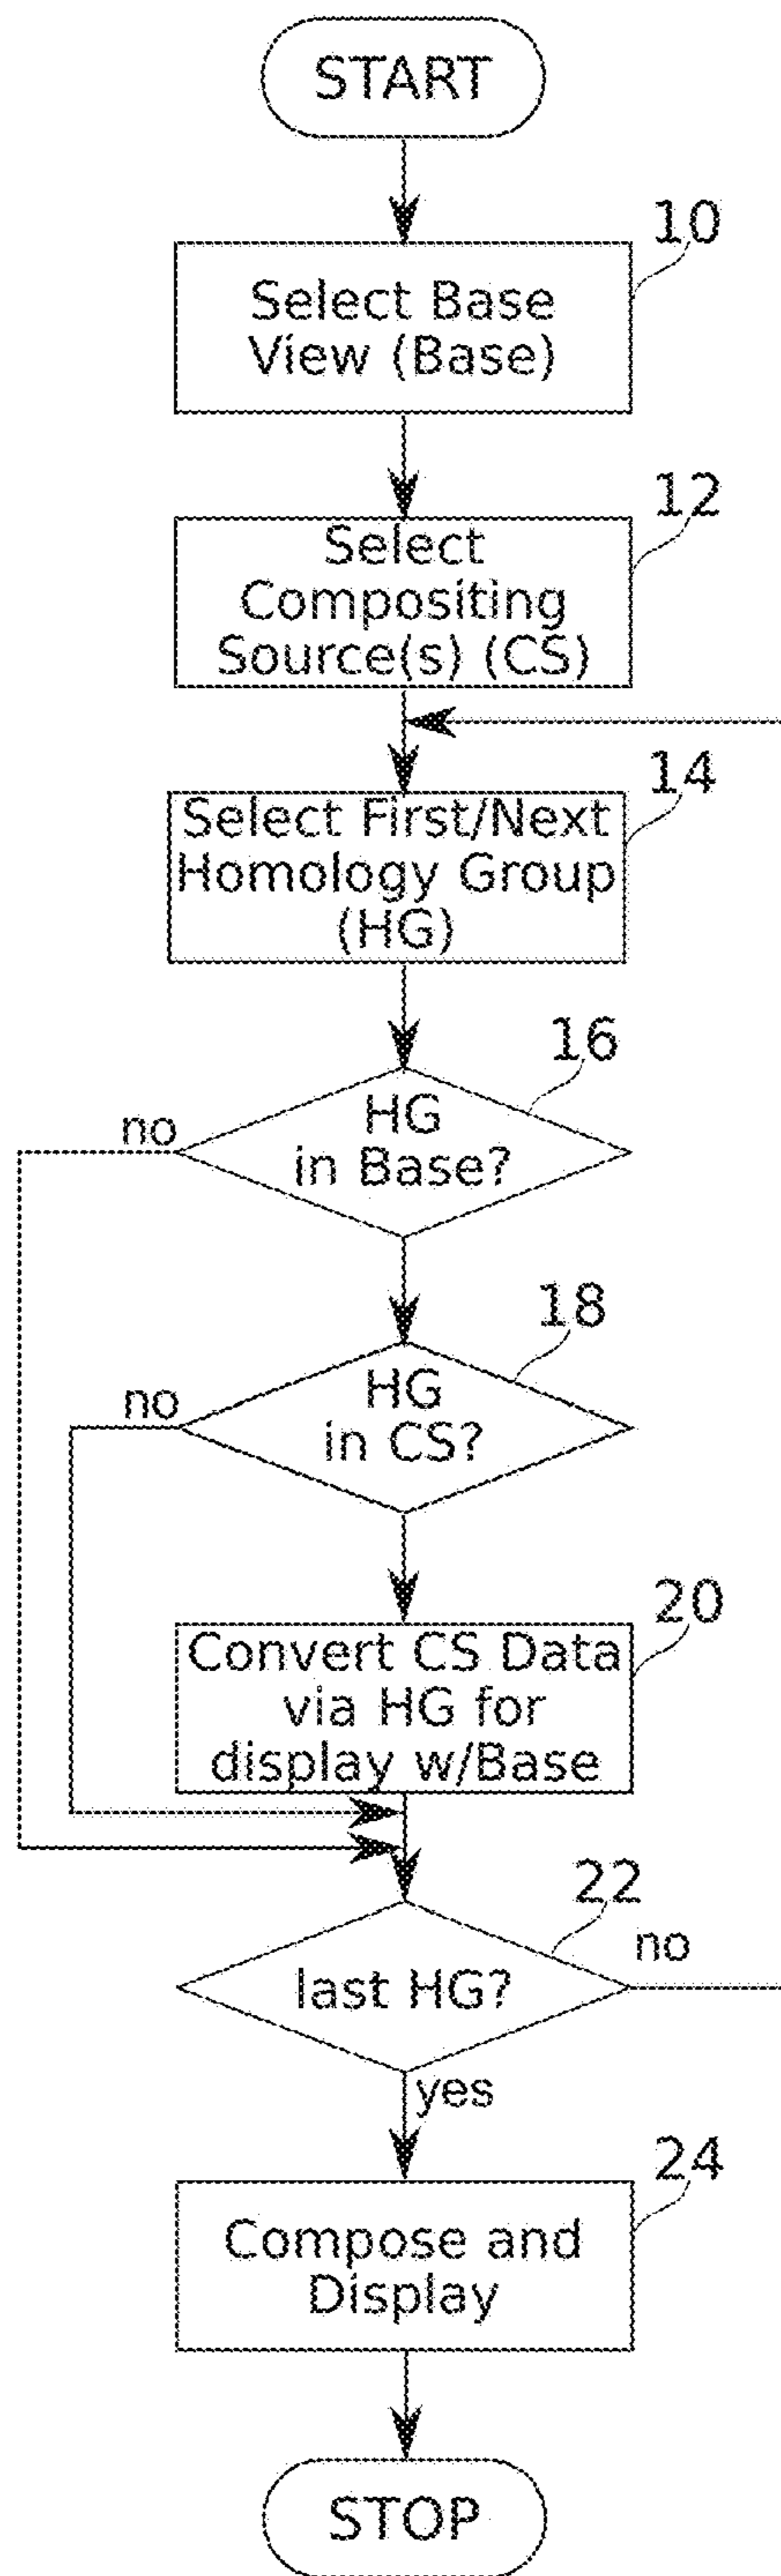 START
10
Select Base
View (Base)
12
Select
Compositing
Source(s) (CS)
14
Select First/Next
Homology Group
(HG)
16
no
HG
in Base?
18
no
HG
in CS?
20
Convert CS Data
via HG for
display w/Base
22
no
last HG?
yes
24
Compose and
Display
STOP